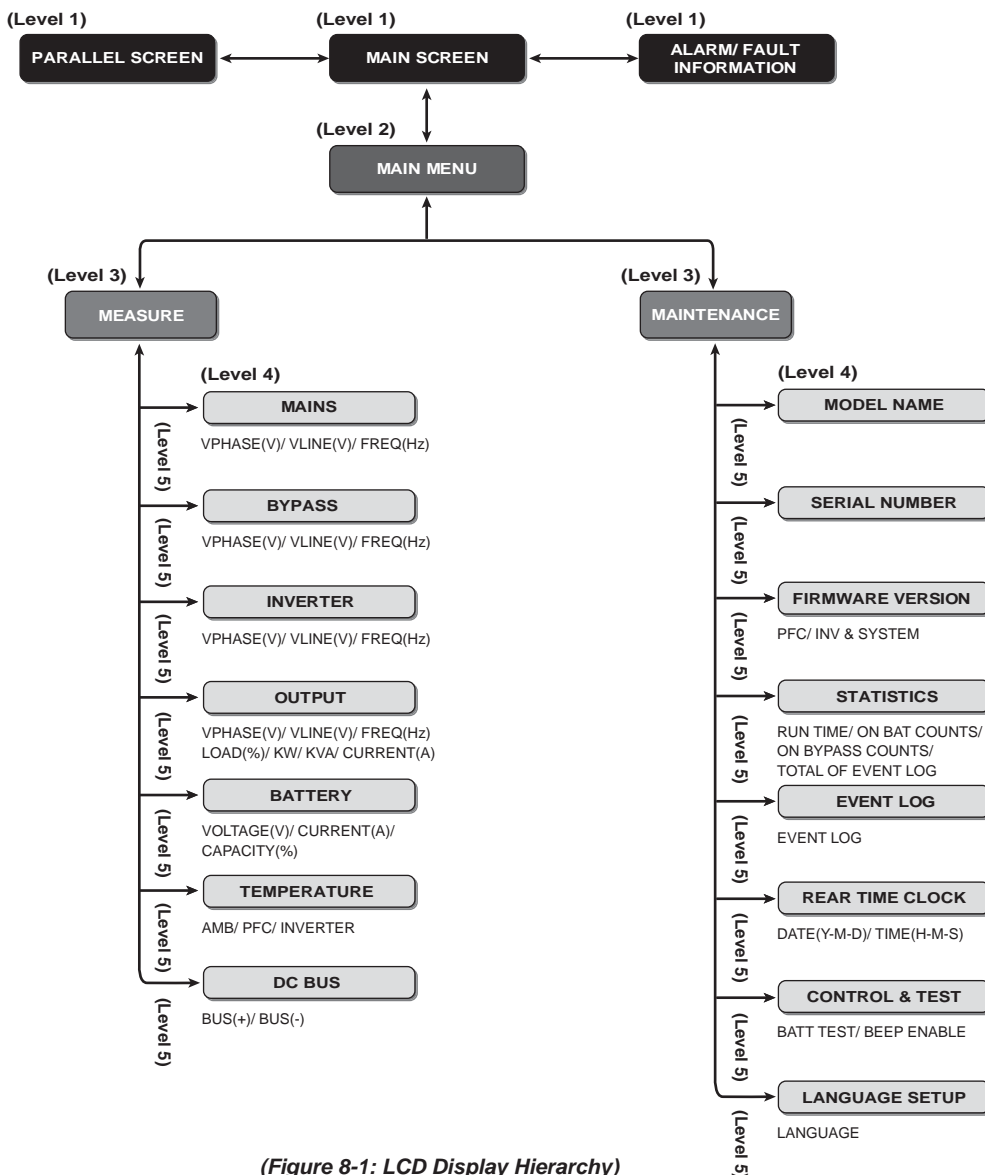 (Level 1)
PARALLEL SCREEN
(Level 1)
MAIN SCREEN
(Level 1)
ALARM/ FAULT
INFORMATION
(Level 2)
MAIN MENU
(Level 3)
MEASURE
(Level 4)
MAINS
(Level 5)
VPHASE(V)/ VLINE(V)/ FREQ(Hz)
BYPASS
(Level 5)
VPHASE(V)/ VLINE(V)/ FREQ(Hz)
INVERTER
(Level 5)
VPHASE(V)/ VLINE(V)/ FREQ(Hz)
OUTPUT
(Level 5)
VPHASE(V)/ VLINE(V)/ FREQ(Hz)
LOAD(%)/ KW/ KVA/ CURRENT(A)
BATTERY
(Level 5)
VOLTAGE(V)/ CURRENT(A)/
CAPACITY(%)
TEMPERATURE
(Level 5)
AMB/ PFC/ INVERTER
DC BUS
(Level 5)
BUS(+)/ BUS(-)
(Level 3)
MAINTENANCE
(Level 4)
MODEL NAME
(Level 5)
SERIAL NUMBER
(Level 5)
FIRMWARE VERSION
(Level 5)
PFC/ INV & SYSTEM
STATISTICS
(Level 5)
RUN TIME/ ON BAT COUNTS/
ON BYPASS COUNTS/
TOTAL OF EVENT LOG
EVENT LOG
(Level 5)
EVENT LOG
REAR TIME CLOCK
(Level 5)
DATE(Y-M-D)/ TIME(H-M-S)
CONTROL & TEST
(Level 5)
BATT TEST/ BEEP ENABLE
LANGUAGE SETUP
(Level 5)
LANGUAGE
(Figure 8-1: LCD Display Hierarchy)